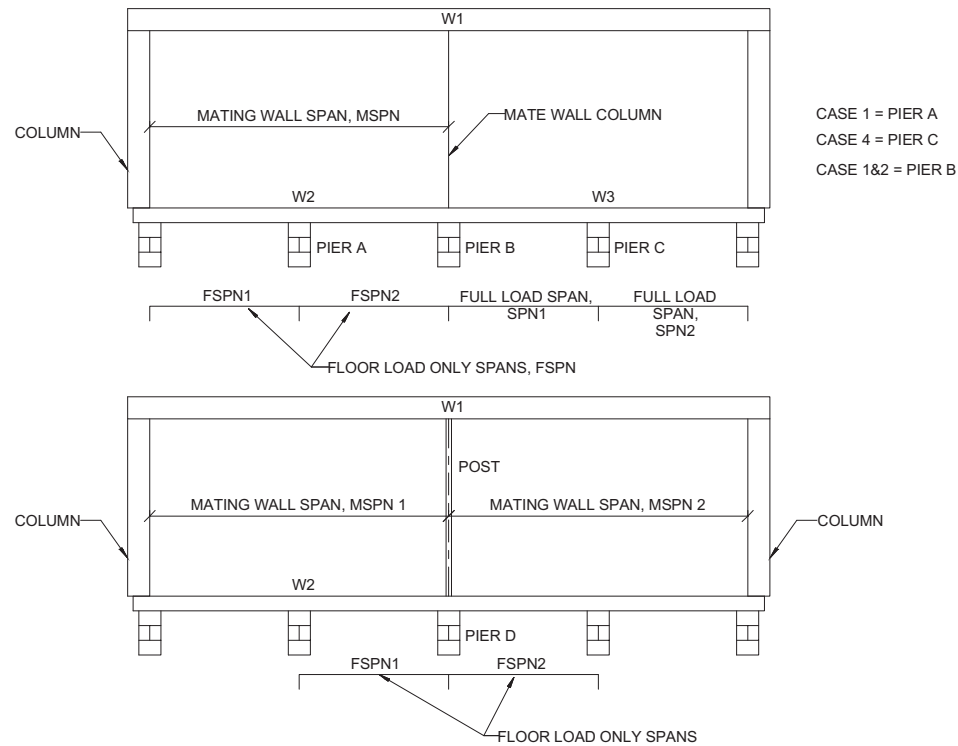 W1
MATING WALL SPAN, MSPN
MATE WALL COLUMN
COLUMN
CASE 1 = PIER A
CASE 4 = PIER C
CASE 1&2 = PIER B
W2
W3
PIER A
PIER B
PIER C
FSPN1
FSPN2
FULL LOAD SPAN,
SPN1
FULL LOAD
SPAN,
SPN2
FLOOR LOAD ONLY SPANS, FSPN
W1
POST
MATING WALL SPAN, MSPN 1
MATING WALL SPAN, MSPN 2
COLUMN
COLUMN
W2
PIER D
FSPN1
FSPN2
FLOOR LOAD ONLY SPANS